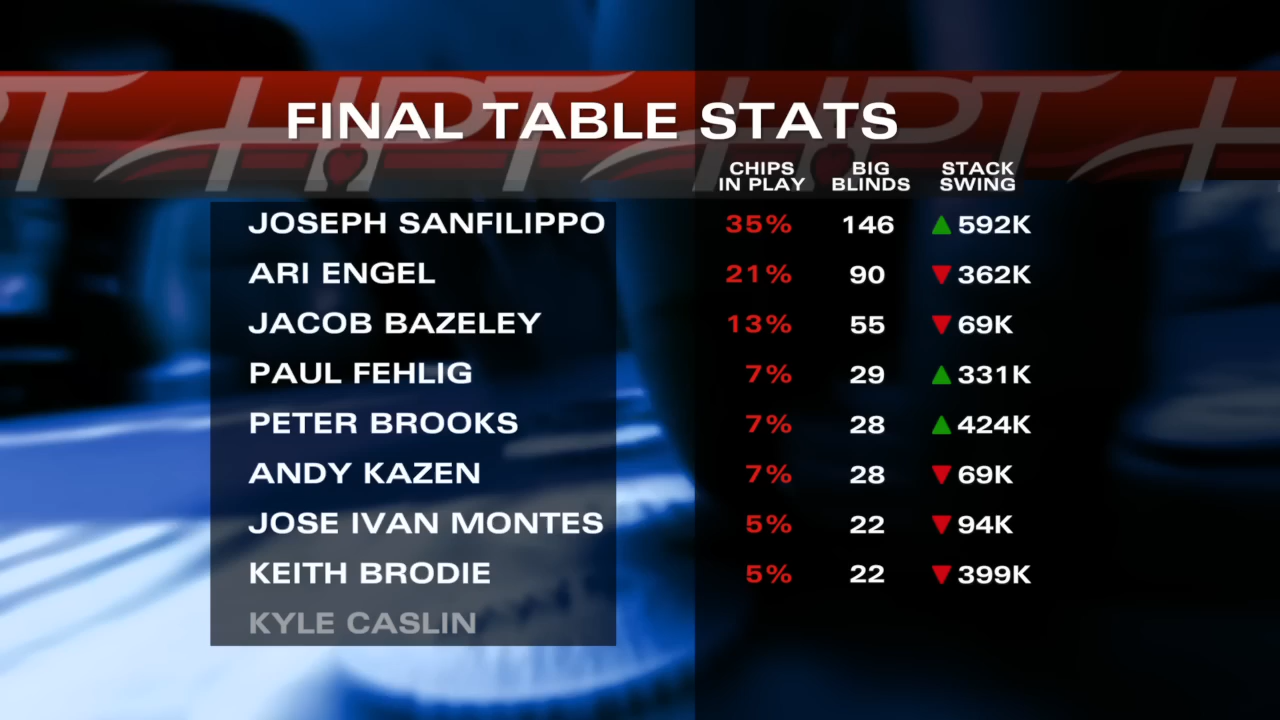 HPT HPT
FINAL TABLE STATS
CHIPS IN PLAY BIG BLINDS STACK SWING
JOSEPH SANFILIPPO 35% 146 ▲ 592K
ARI ENGEL 21% 90 ▼ 362K
JACOB BAZELEY 13% 55 ▼ 69K
PAUL FEHLIG 7% 29 ▲ 331K
PETER BROOKS 7% 28 ▲ 424K
ANDY KAZEN 7% 28 ▼ 69K
JOSE IVAN MONTES 5% 22 ▼ 94K
KEITH BRODIE 5% 22 ▼ 399K
KYLE CASLIN